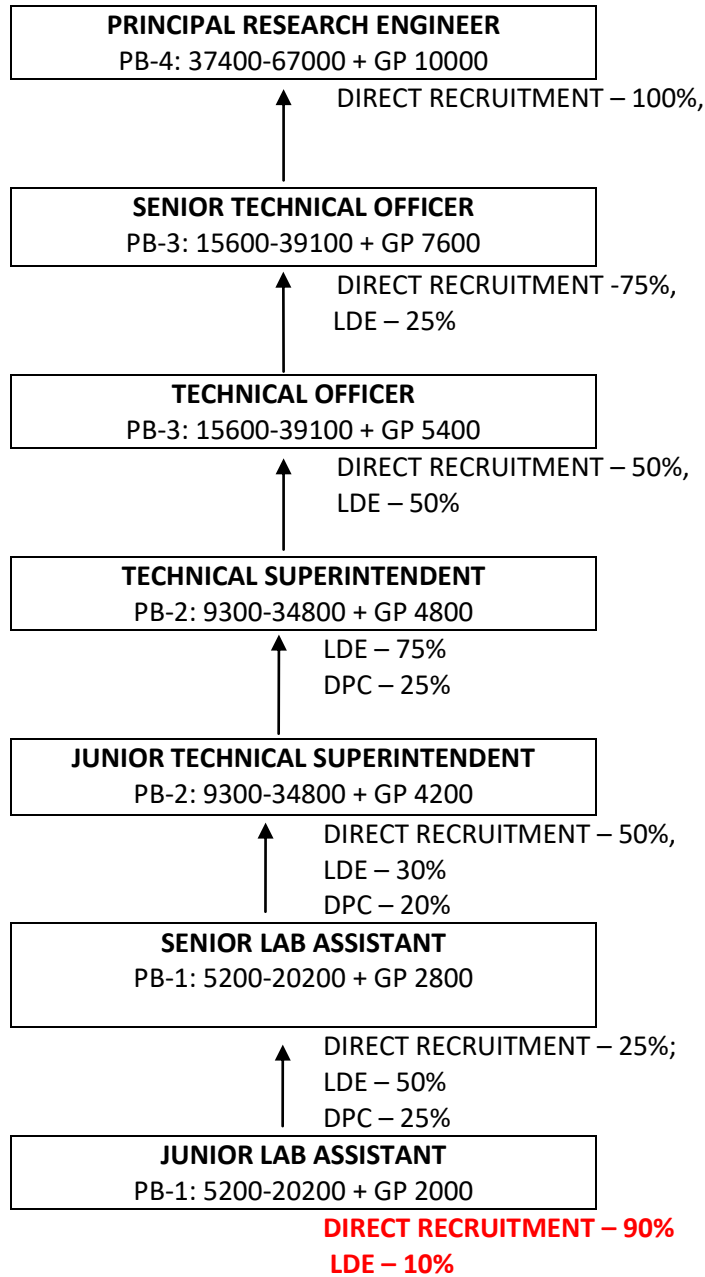 PRINCIPAL RESEARCH ENGINEER
PB-4: 37400-67000 + GP 10000
DIRECT RECRUITMENT – 100%,
SENIOR TECHNICAL OFFICER
PB-3: 15600-39100 + GP 7600
DIRECT RECRUITMENT -75%,
LDE – 25%
TECHNICAL OFFICER
PB-3: 15600-39100 + GP 5400
DIRECT RECRUITMENT – 50%,
LDE – 50%
TECHNICAL SUPERINTENDENT
PB-2: 9300-34800 + GP 4800
LDE – 75%
DPC – 25%
JUNIOR TECHNICAL SUPERINTENDENT
PB-2: 9300-34800 + GP 4200
DIRECT RECRUITMENT – 50%,
LDE – 30%
DPC – 20%
SENIOR LAB ASSISTANT
PB-1: 5200-20200 + GP 2800
DIRECT RECRUITMENT – 25%;
LDE – 50%
DPC – 25%
JUNIOR LAB ASSISTANT
PB-1: 5200-20200 + GP 2000
DIRECT RECRUITMENT – 90%
LDE – 10%